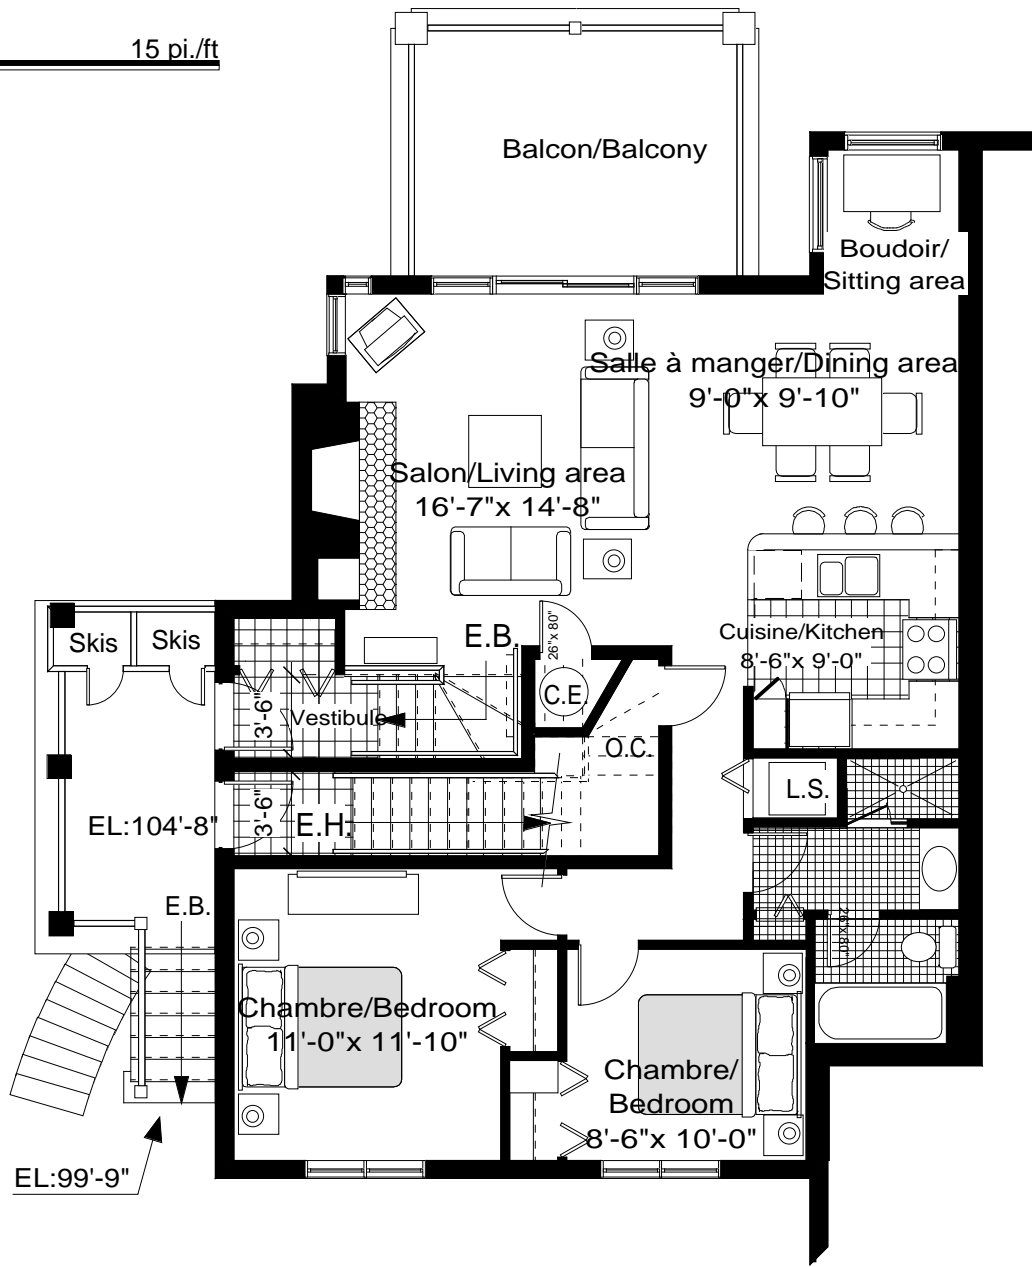 15 pi./ft
Balcon/Balcony
Boudoir/
Sitting area
Salle à manger/Dining area
9'-0"x 9'-10"
Salon/Living area
16'-7"x 14'-8"
Cuisine/Kitchen
8'-6"x 9'-0"
Skis
Skis
E.B.
26"x 80"
C.E.
O.C.
3'-6"
Vestibule
L.S.
3'-6"
E.H.
EL:104'-8"
E.B.
26"x 80"
Chambre/Bedroom
11'-0"x 11'-10"
Chambre/
Bedroom
8'-6"x 10'-0"
EL:99'-9"